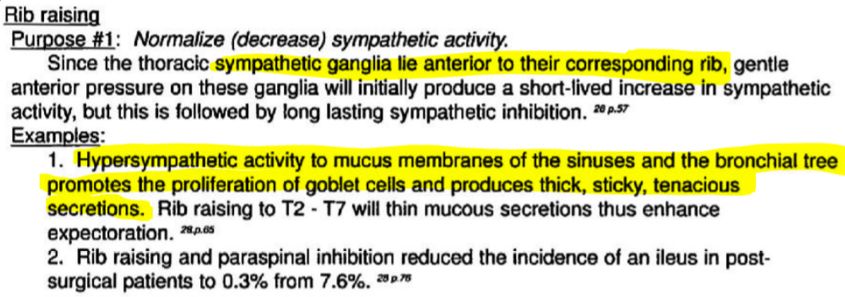 Rib raising
Purpose #1: Normalize (decrease) sympathetic activity.
Since the thoracic sympathetic ganglia lie anterior to their corresponding rib, gentle
anterior pressure on these ganglia will initially produce a short-lived increase in sympathetic
activity, but this is followed by long lasting sympathetic inhibition. 28 p.57
Examples:
1. Hypersympathetic activity to mucus membranes of the sinuses and the bronchial tree
promotes the proliferation of goblet cells and produces thick, sticky, tenacious
secretions. Rib raising to T2 - T7 will thin mucous secretions thus enhance
expectoration. 28,p.65
2. Rib raising and paraspinal inhibition reduced the incidence of an ileus in post-
surgical patients to 0.3% from 7.6%. 28 p.76